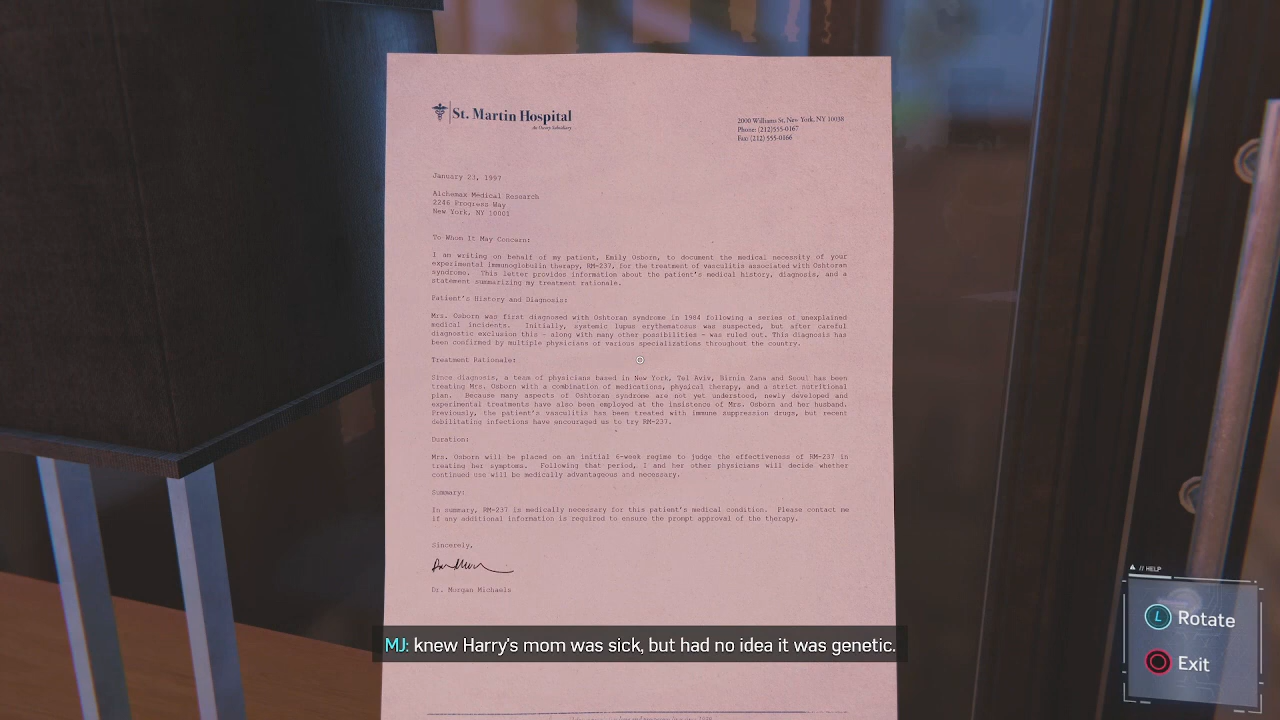 St. Martin Hospital
An Oscorp Subsidiary
2000 Williams St, New York, NY 10038
Phone: (212)555-0167
Fax: (212) 555-0166
January 23, 1997
Alchemax Medical Research
2246 Progress Way
New York, NY 10001
To Whom It May Concern:
I am writing on behalf of my patient, Emily Osborn, to document the medical necessity of your
experimental Immunoglobulin therapy, RM-237, for the treatment of vasculitis associated with Oshtoran
syndrome. This letter provides information about the patient's medical history, diagnosis, and a
statement summarizing my treatment rationale.
Patient's History and Diagnosis:
Mrs. Osborn was first diagnosed with Oshtoran syndrome in 1984 following a series of unexplained
medical incidents. Initially, systemic lupus erythematosus was suspected, but after careful
diagnostic exclusion this - along with many other possibilities - was ruled out. This diagnosis has
been confirmed by multiple physicians of various specializations throughout the country.
Treatment Rationale:
Since diagnosis, a team of physicians based in New York, Tel Aviv, Birnin Zana and Seoul has been
treating Mrs. Osborn with a combination of medications, physical therapy, and a strict nutritional
plan. Because many aspects of Oshtoran syndrome are not yet understood, newly developed and
experimental treatments have also been employed at the insistence of Mrs. Osborn and her husband.
Previously, the patient's vasculitis has been treated with immune suppression drugs, but recent
debilitating infections have encouraged us to try RM-237.
Duration:
Mrs. Osborn will be placed on an initial 6-week regime to judge the effectiveness of RM-237 in
treating her symptoms. Following that period, I and her other physicians will decide whether
continued use will be medically advantageous and necessary.
Summary:
In summary, RM-237 is medically necessary for this patient's medical condition. Please contact me
if any additional information is required to ensure the prompt approval of the therapy.
Sincerely,
Dr. Morgan Michaels
MJ: knew Harry's mom was sick, but had no idea it was genetic.
// HELP
L Rotate
Exit